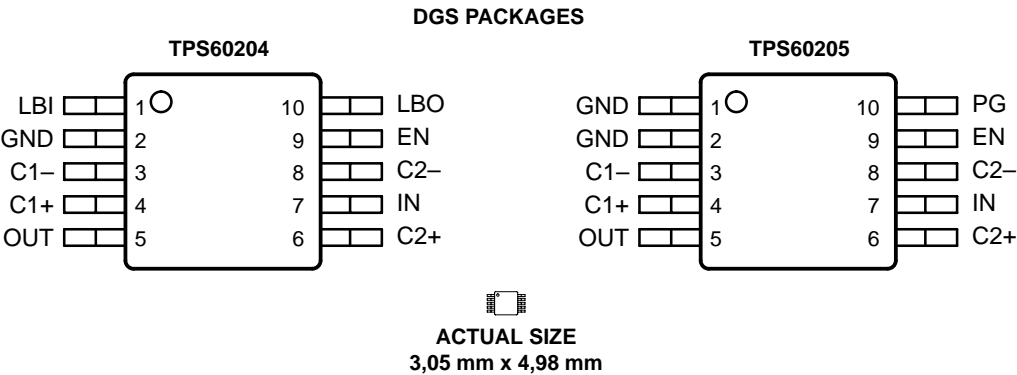 DGS PACKAGES
TPS60204
LBI 1 10 LBO
GND 2 9 EN
C1– 3 8 C2–
C1+ 4 7 IN
OUT 5 6 C2+
TPS60205
GND 1 10 PG
GND 2 9 EN
C1– 3 8 C2–
C1+ 4 7 IN
OUT 5 6 C2+
ACTUAL SIZE
3,05 mm x 4,98 mm